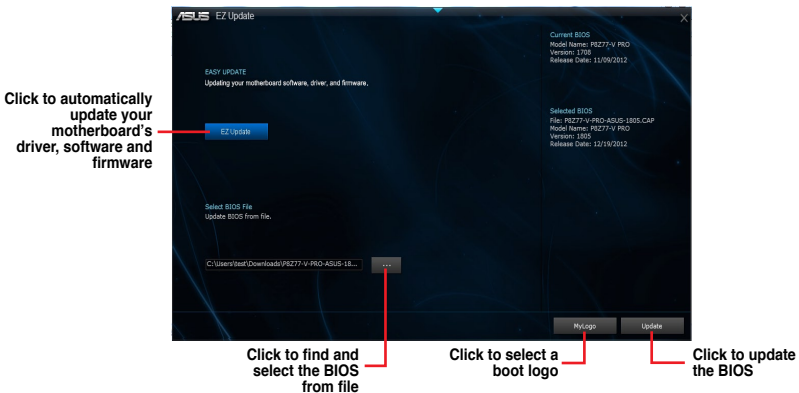 ASUS EZ Update
Current BIOS
Model Name: P8Z77-V PRO
Version: 1708
Release Date: 11/09/2012
EASY UPDATE
Updating your motherboard software, driver, and firmware.
Click to automatically
update your
motherboard's
driver, software and
firmware
EZ Update
Selected BIOS
File: P8Z77-V-PRO-ASUS-1805.CAP
Model Name: P8Z77-V PRO
Version: 1805
Release Date: 12/19/2012
Select BIOS File
Update BIOS from file.
C:\Users\test\Downloads\P8Z77-V-PRO-ASUS-18...
...
MyLogo
Update
Click to find and
select the BIOS
from file
Click to select a
boot logo
Click to update
the BIOS